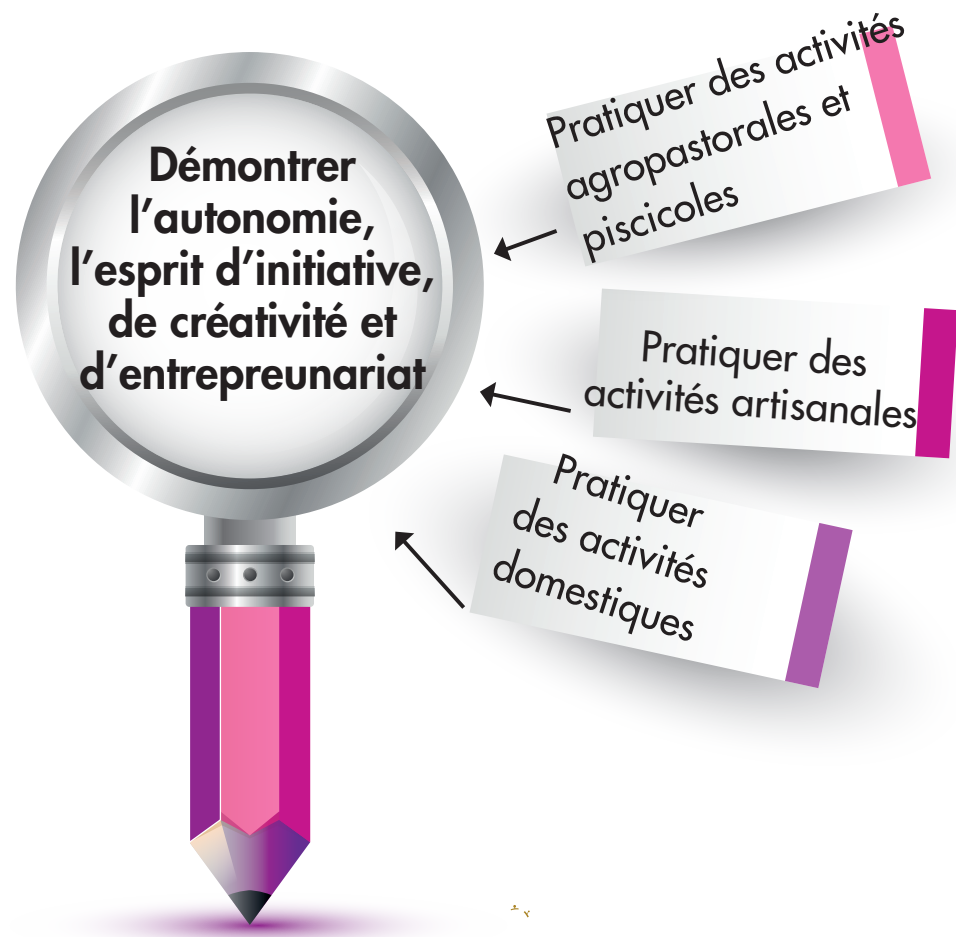 Démontrer
l’autonomie,
l’esprit d’initiative,
de créativité et
d’entrepreunariat
Pratiquer des activités
agropastorales et
piscicoles
Pratiquer des
activités artisanales
Pratiquer
des activités
domestiques